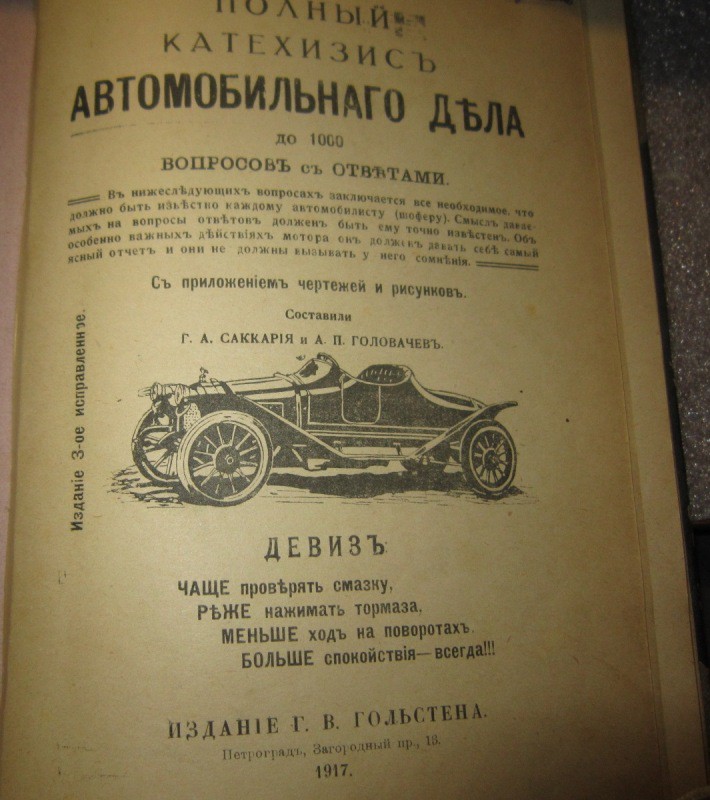 ПОЛНЫЙ
КАТЕХИЗИСЪ
АВТОМОБИЛЬНАГО ДѢЛА
до 1000
ВОПРОСОВЪ съ ОТВѢТАМИ.
Въ нижеслѣдующихъ вопросахъ заключается все необходимое, что
должно быть извѣстно каждому автомобилисту (шоферу). Смыслъ давае-
мыхъ на вопросы отвѣтовъ долженъ быть ему точно извѣстенъ. Объ
особенно важныхъ дѣйствіяхъ мотора онъ долженъ давать себѣ самый
ясный отчетъ и они не должны вызывать у него сомнѣнія.
Съ приложеніемъ чертежей и рисунковъ.
Составили
Г. А. САККАРІЯ и А. П. ГОЛОВАЧЕВЪ.
Изданіе 3-ое исправленное.
ДЕВИЗЪ
ЧАЩЕ провѣрять смазку,
РѢЖЕ нажимать тормаза,
МЕНЬШЕ ходъ на поворотахъ.
БОЛЬШЕ спокойствія—всегда!!!
ИЗДАНІЕ Г. В. ГОЛЬСТЕНА.
Петроградъ, Загородный пр., 13.
1917.